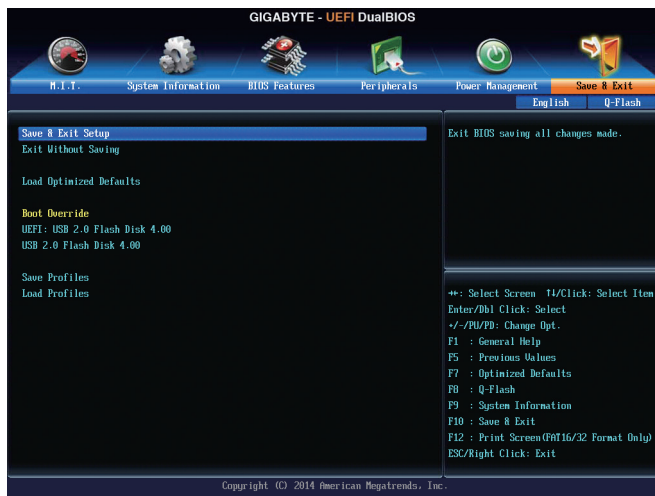 GIGABYTE - UEFI DualBIOS
M.I.T. System Information BIOS Features Peripherals Power Management Save & Exit
English Q-Flash
Save & Exit Setup
Exit Without Saving
Load Optimized Defaults
Boot Override
UEFI: USB 2.0 Flash Disk 4.00
USB 2.0 Flash Disk 4.00
Save Profiles
Load Profiles
Exit BIOS saving all changes made.
→←: Select Screen ↑↓/Click: Select Item
Enter/Dbl Click: Select
+/-/PU/PD: Change Opt.
F1 : General Help
F5 : Previous Values
F7 : Optimized Defaults
F8 : Q-Flash
F9 : System Information
F10 : Save & Exit
F12 : Print Screen(FAT16/32 Format Only)
ESC/Right Click: Exit
Copyright (C) 2014 American Megatrends, Inc.